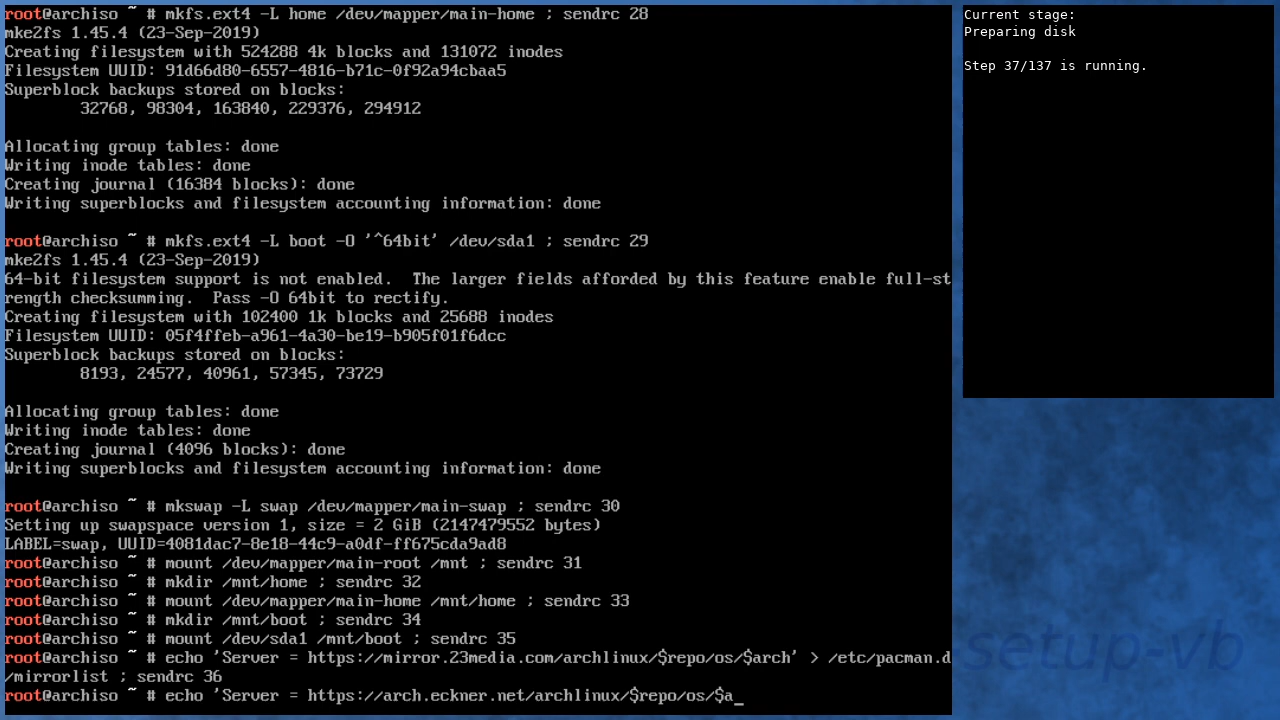 root@archiso ~ # mkfs.ext4 -L home /dev/mapper/main-home ; sendrc 28
mke2fs 1.45.4 (23-Sep-2019)
Creating filesystem with 524288 4k blocks and 131072 inodes
Filesystem UUID: 91d66d80-6557-4816-b71c-0f92a94cbaa5
Superblock backups stored on blocks:
        32768, 98304, 163840, 229376, 294912
Allocating group tables: done
Writing inode tables: done
Creating journal (16384 blocks): done
Writing superblocks and filesystem accounting information: done
root@archiso ~ # mkfs.ext4 -L boot -O '^64bit' /dev/sda1 ; sendrc 29
mke2fs 1.45.4 (23-Sep-2019)
64-bit filesystem support is not enabled.  The larger fields afforded by this feature enable full-st
rength checksumming.  Pass -O 64bit to rectify.
Creating filesystem with 102400 1k blocks and 25688 inodes
Filesystem UUID: 05f4ffeb-a961-4a30-be19-b905f01f6dcc
Superblock backups stored on blocks:
        8193, 24577, 40961, 57345, 73729
Allocating group tables: done
Writing inode tables: done
Creating journal (4096 blocks): done
Writing superblocks and filesystem accounting information: done
root@archiso ~ # mkswap -L swap /dev/mapper/main-swap ; sendrc 30
Setting up swapspace version 1, size = 2 GiB (2147479552 bytes)
LABEL=swap, UUID=4081dac7-8e18-44c9-a0df-ff675cda9ad8
root@archiso ~ # mount /dev/mapper/main-root /mnt ; sendrc 31
root@archiso ~ # mkdir /mnt/home ; sendrc 32
root@archiso ~ # mount /dev/mapper/main-home /mnt/home ; sendrc 33
root@archiso ~ # mkdir /mnt/boot ; sendrc 34
root@archiso ~ # mount /dev/sda1 /mnt/boot ; sendrc 35
root@archiso ~ # echo 'Server = https://mirror.23media.com/archlinux/$repo/os/$arch' > /etc/pacman.d
/mirrorlist ; sendrc 36
root@archiso ~ # echo 'Server = https://arch.eckner.net/archlinux/$repo/os/$a_
Current stage:
Preparing disk
Step 37/137 is running.
setup-vb